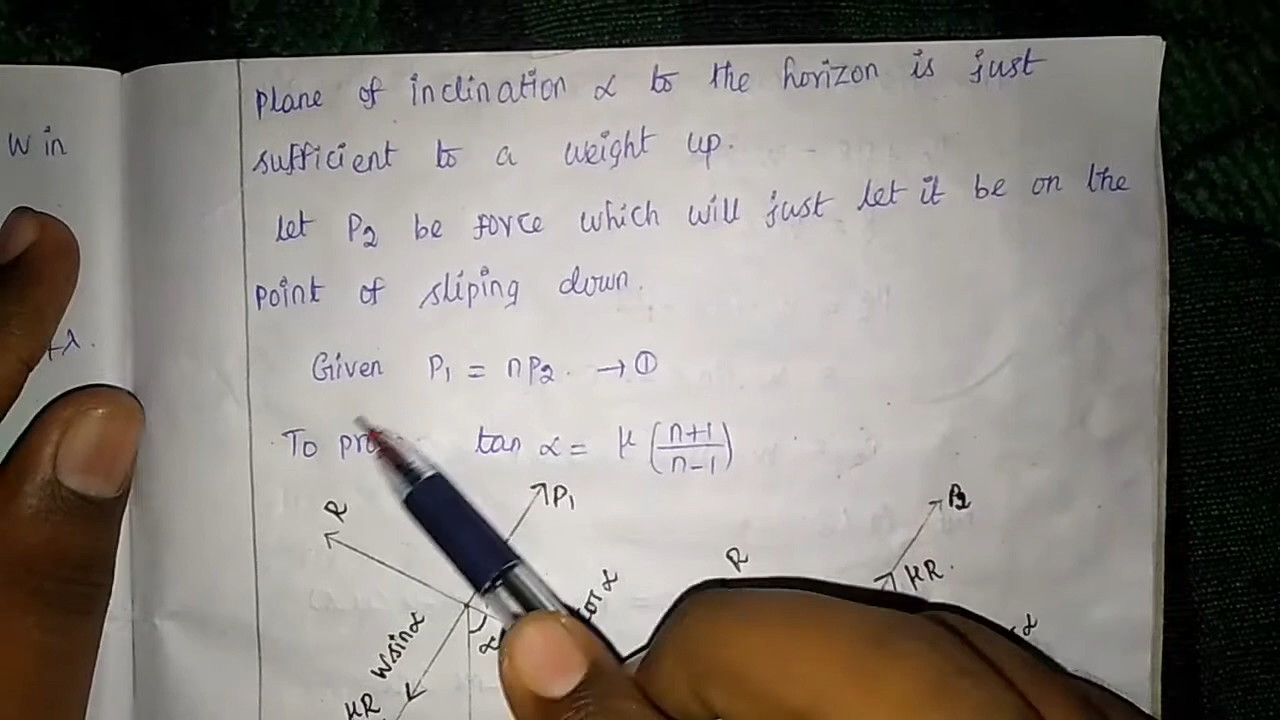 W in
+λ.
plane of inclination α to the horizon is just
sufficient to a weight up.
let P₂ be force which will just let it be on the
point of sliping down.
Given P₁ = nP₂. → ①
To tan α = μ (n+1/n-1)
R
P₁
α
W sin α
μR
R
P₂
μR.
α